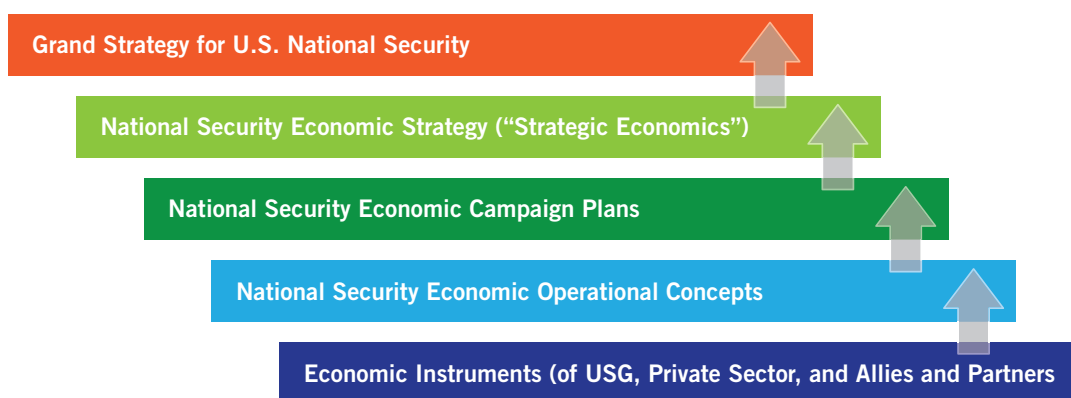 Grand Strategy for U.S. National Security
National Security Economic Strategy (“Strategic Economics”)
National Security Economic Campaign Plans
National Security Economic Operational Concepts
Economic Instruments (of USG, Private Sector, and Allies and Partners